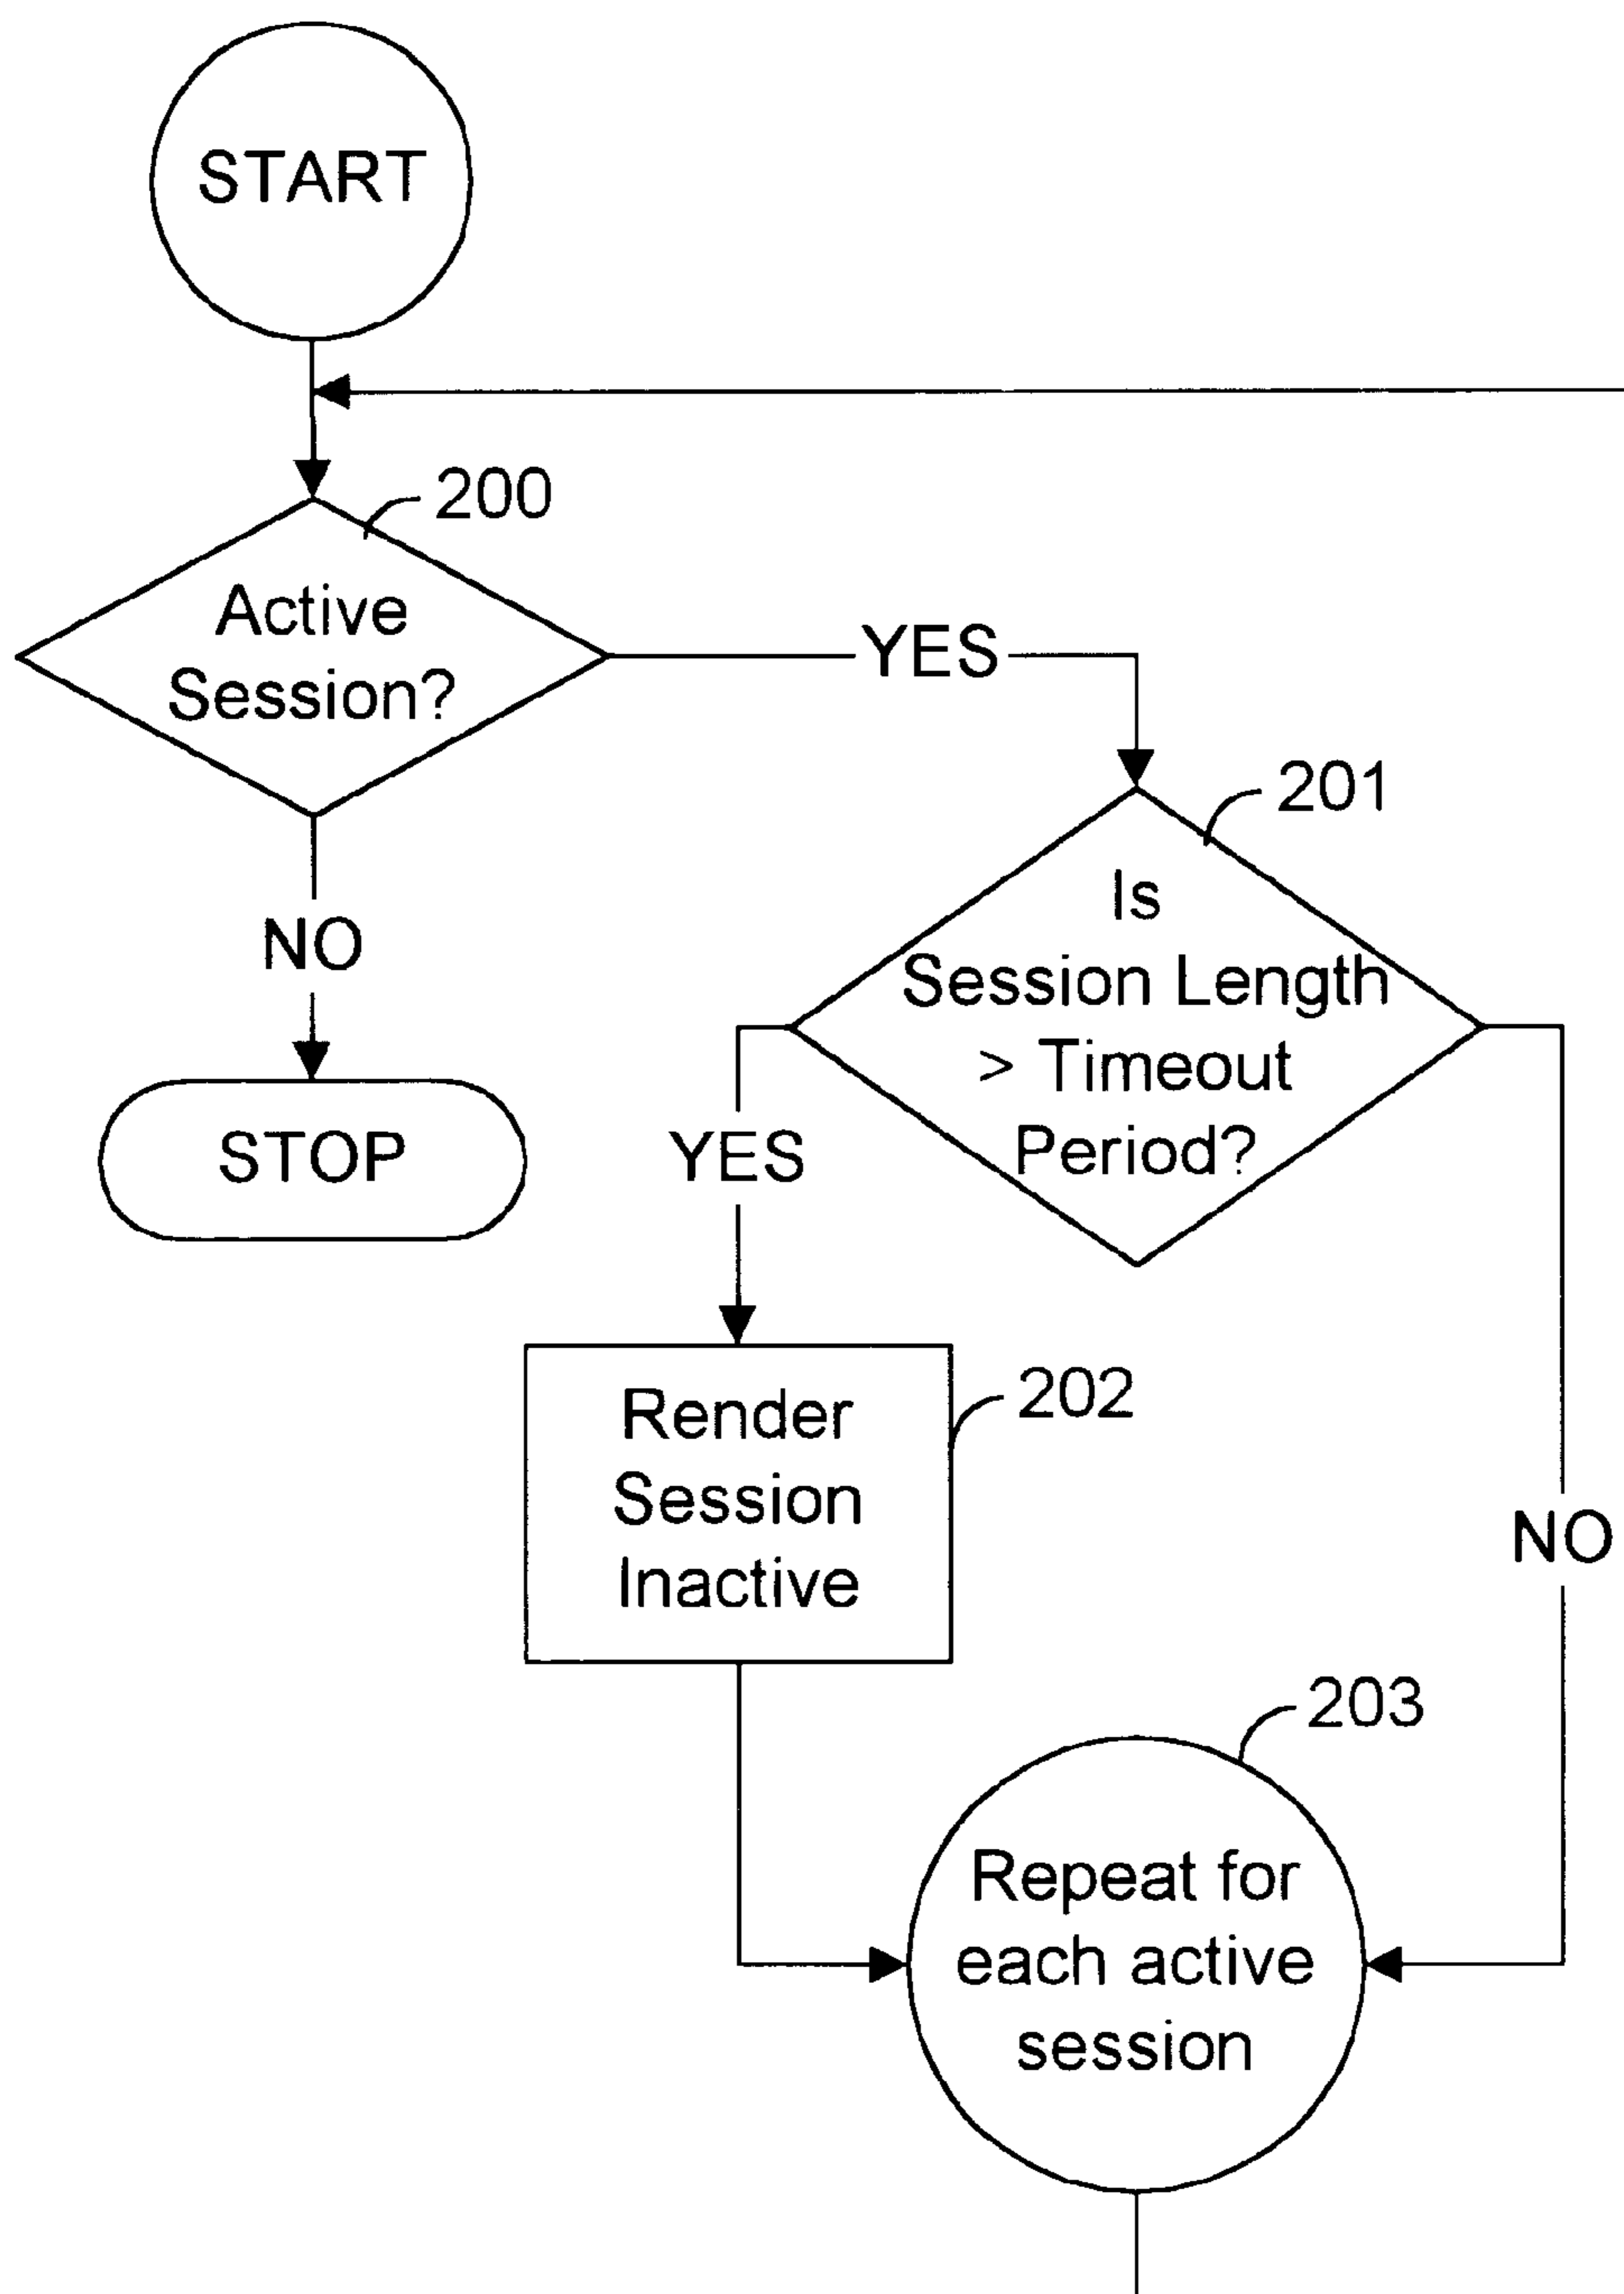 START
200
Active
Session?
YES
201
Is
Session Length
> Timeout
Period?
NO
STOP
YES
202
Render
Session
Inactive
NO
203
Repeat for
each active
session